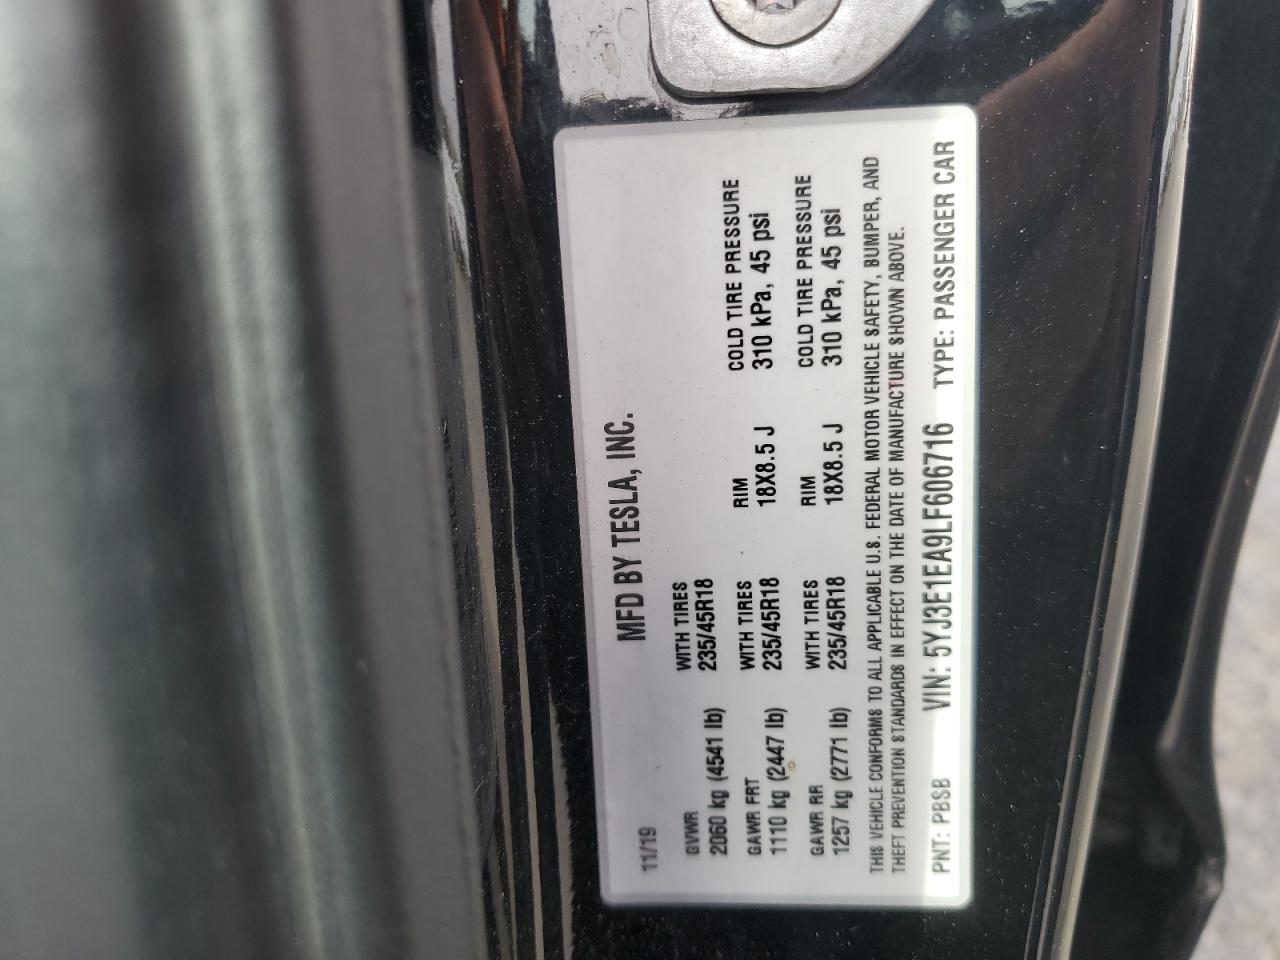 MFD BY TESLA, INC.
11/19
GVWR
2060 kg (4541 lb)
WITH TIRES
235/45R18
GAWR FRT
1110 kg (2447 lb)
WITH TIRES
235/45R18
RIM
18X8.5 J
COLD TIRE PRESSURE
310 kPa, 45 psi
GAWR RR
1257 kg (2771 lb)
WITH TIRES
235/45R18
RIM
18X8.5 J
COLD TIRE PRESSURE
310 kPa, 45 psi
THIS VEHICLE CONFORMS TO ALL APPLICABLE U.S. FEDERAL MOTOR VEHICLE SAFETY, BUMPER, AND
THEFT PREVENTION STANDARDS IN EFFECT ON THE DATE OF MANUFACTURE SHOWN ABOVE.
PNT: PBSB VIN: 5YJ3E1EA9LF606716 TYPE: PASSENGER CAR